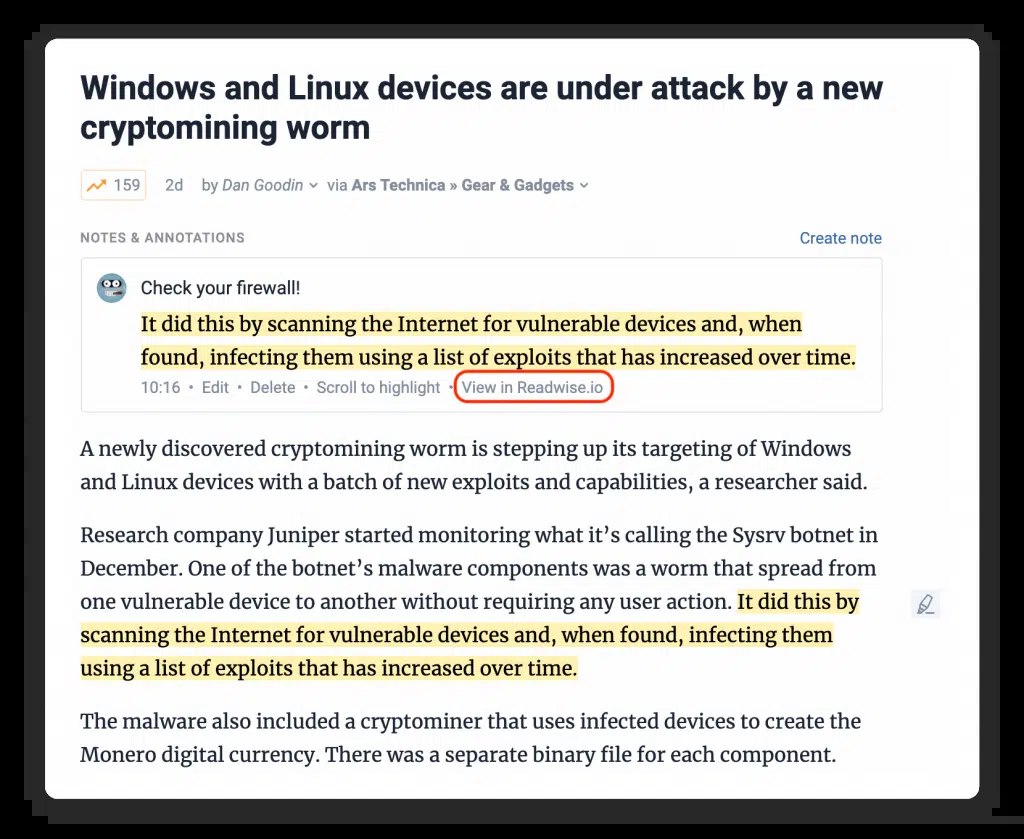 Windows and Linux devices are under attack by a new
cryptomining worm
159 2d by Dan Goodin via Ars Technica » Gear & Gadgets
NOTES & ANNOTATIONS Create note
Check your firewall!
It did this by scanning the Internet for vulnerable devices and, when
found, infecting them using a list of exploits that has increased over time.
10:16 • Edit • Delete • Scroll to highlight • View in Readwise.io
A newly discovered cryptomining worm is stepping up its targeting of Windows
and Linux devices with a batch of new exploits and capabilities, a researcher said.
Research company Juniper started monitoring what it’s calling the Sysrv botnet in
December. One of the botnet’s malware components was a worm that spread from
one vulnerable device to another without requiring any user action. It did this by
scanning the Internet for vulnerable devices and, when found, infecting them
using a list of exploits that has increased over time.
The malware also included a cryptominer that uses infected devices to create the
Monero digital currency. There was a separate binary file for each component.